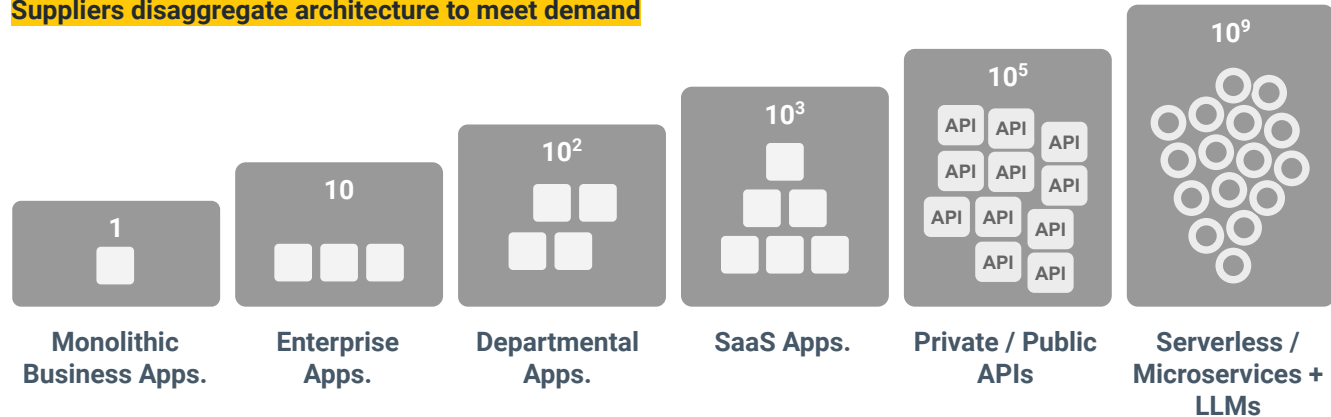 Suppliers disaggregate architecture to meet demand
1
10
10²
10³
10⁵
10⁹
API
API
API
API
API
API
API
API
API
API
API
Monolithic
Business Apps.
Enterprise
Apps.
Departmental
Apps.
SaaS Apps.
Private / Public
APIs
Serverless /
Microservices +
LLMs